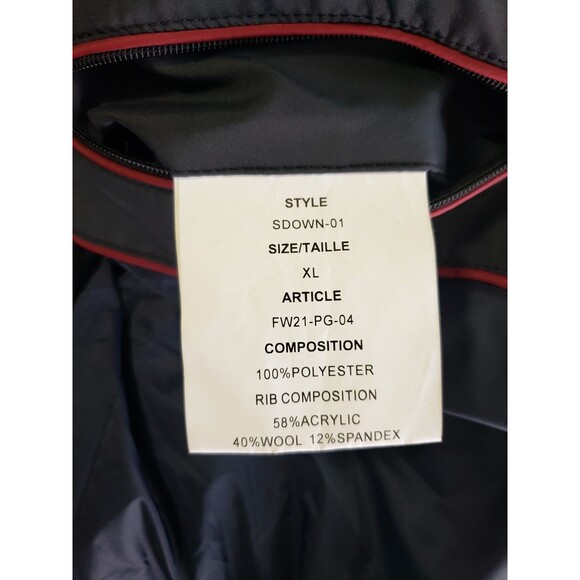 STYLE
SDOWN-01
SIZE/TAILLE
XL
ARTICLE
FW21-PG-04
COMPOSITION
100%POLYESTER
RIB COMPOSITION
58%ACRYLIC
40%WOOL 12%SPANDEX